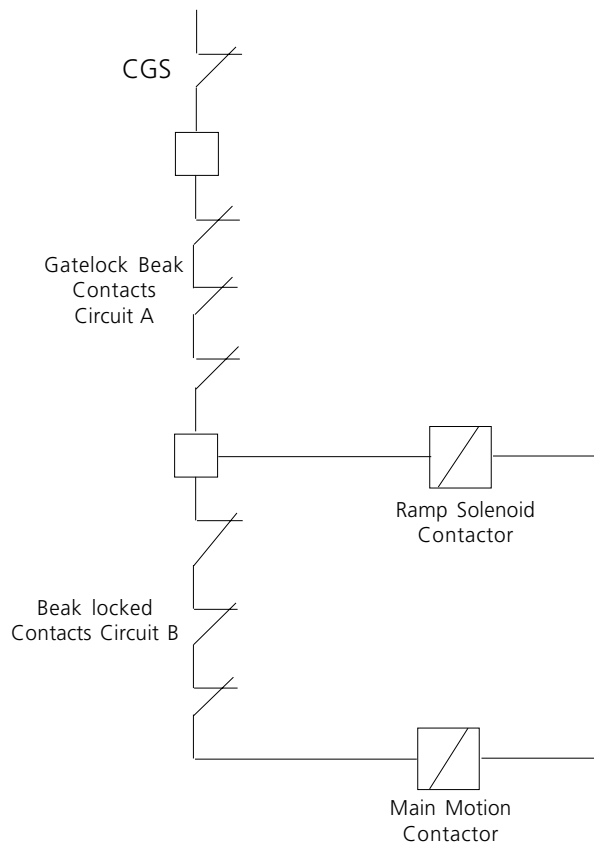 CGS
Gatelock Beak
Contacts
Circuit A
Ramp Solenoid
Contactor
Beak locked
Contacts Circuit B
Main Motion
Contactor